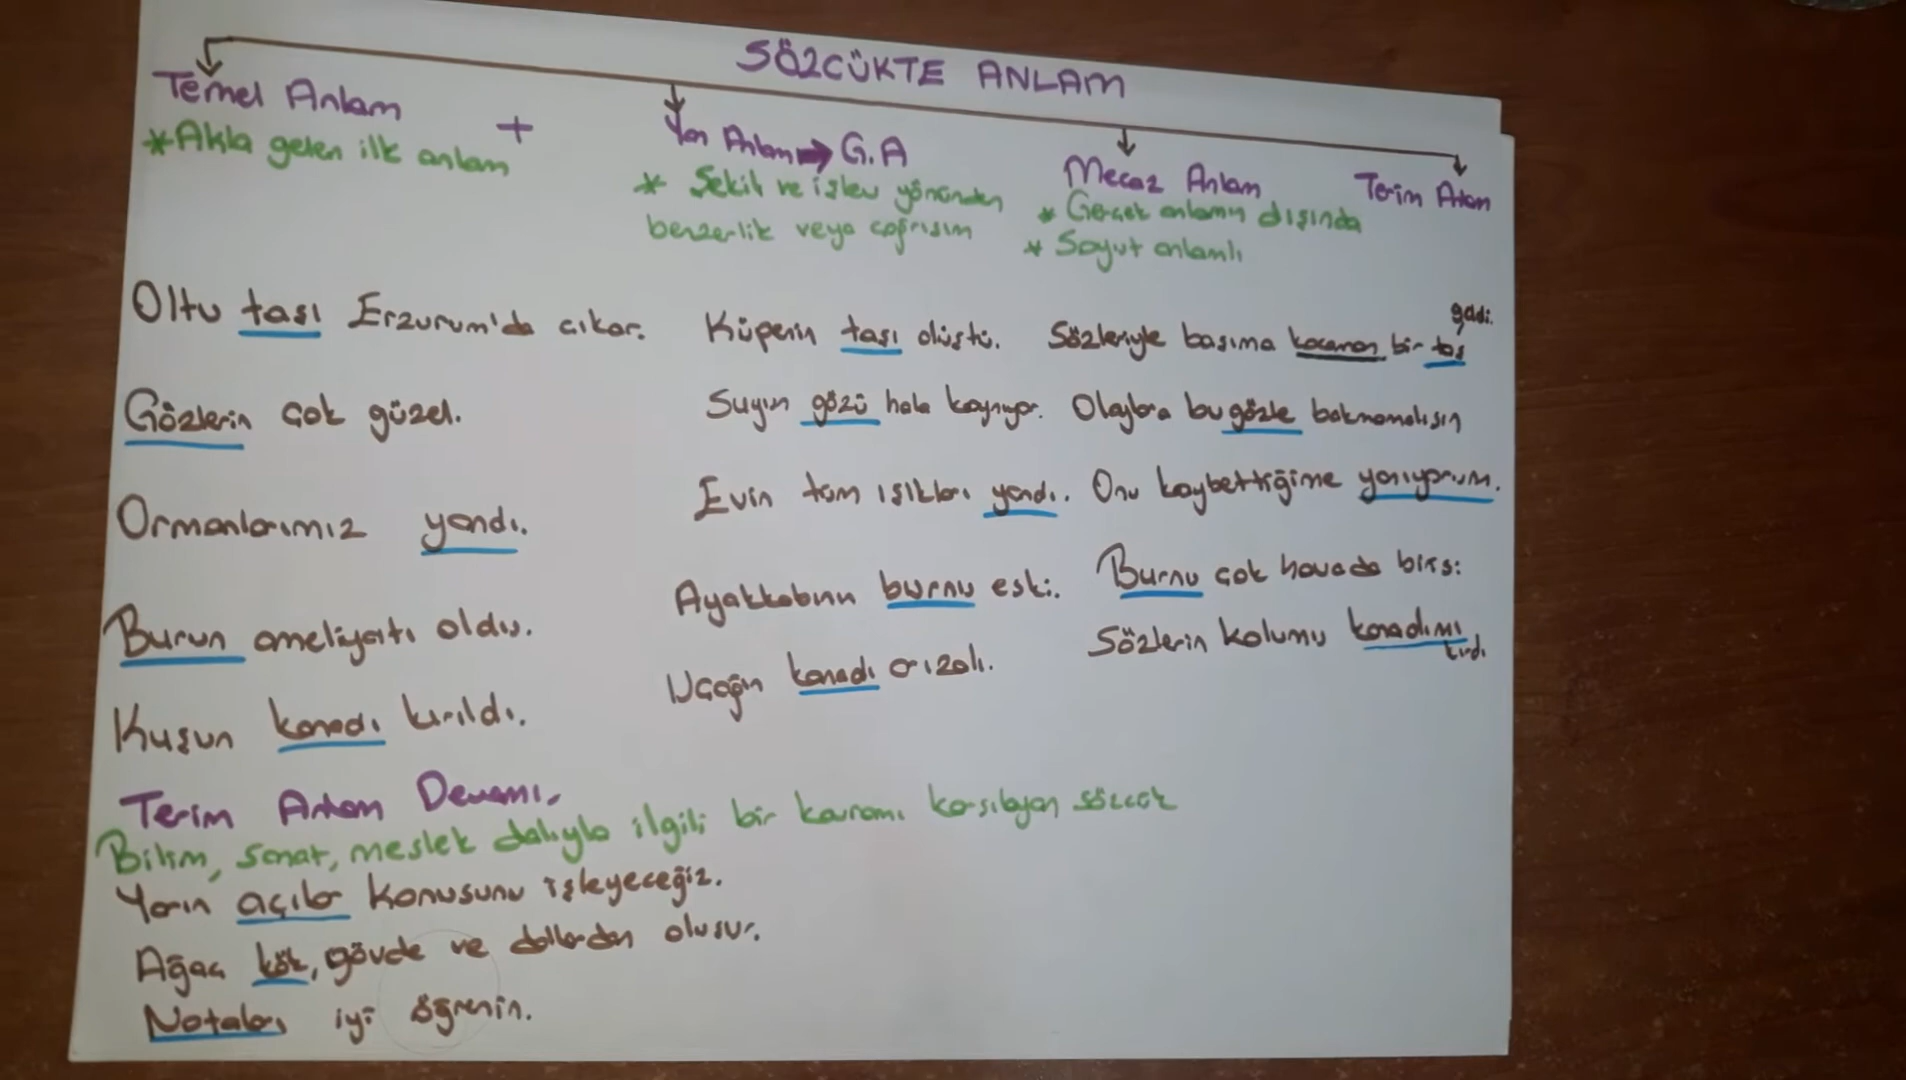 SÖZCÜKTE ANLAM
Temel Anlam + Yan Anlam → G.A Mecaz Anlam Terim Anlam
*Akla gelen ilk anlam
* Şekil ve işlev yönünden
benzerlik veya çağrışım
* Gerçek anlamın dışında
* Soyut anlamlı
Oltu taşı Erzurum'da çıkar.
Gözlerin çok güzel.
Ormanlarımız yandı.
Burun ameliyatı oldu.
Kuşun kanadı kırıldı.
Küpenin taşı düştü.
Suyun gözü hala kaynıyor.
Evin tüm ışıkları yandı.
Ayakkabının burnu eski.
Uçağın kanadı arızalı.
Sözleriyle başıma kocaman bir taş geldi.
Olaylara bu gözle bakmamalısın
Onu kaybettiğime yanıyorum.
Burnu çok havada birisi
Sözlerin kolumu kanadımı kırdı
Terim Anlam Devamı,
Bilim, sanat, meslek dalıyla ilgili bir kavramı karşılayan sözcük
Yarın açılar konusunu işleyeceğiz.
Ağaç kök, gövde ve dallardan oluşur.
Notaları iyi öğrenin.